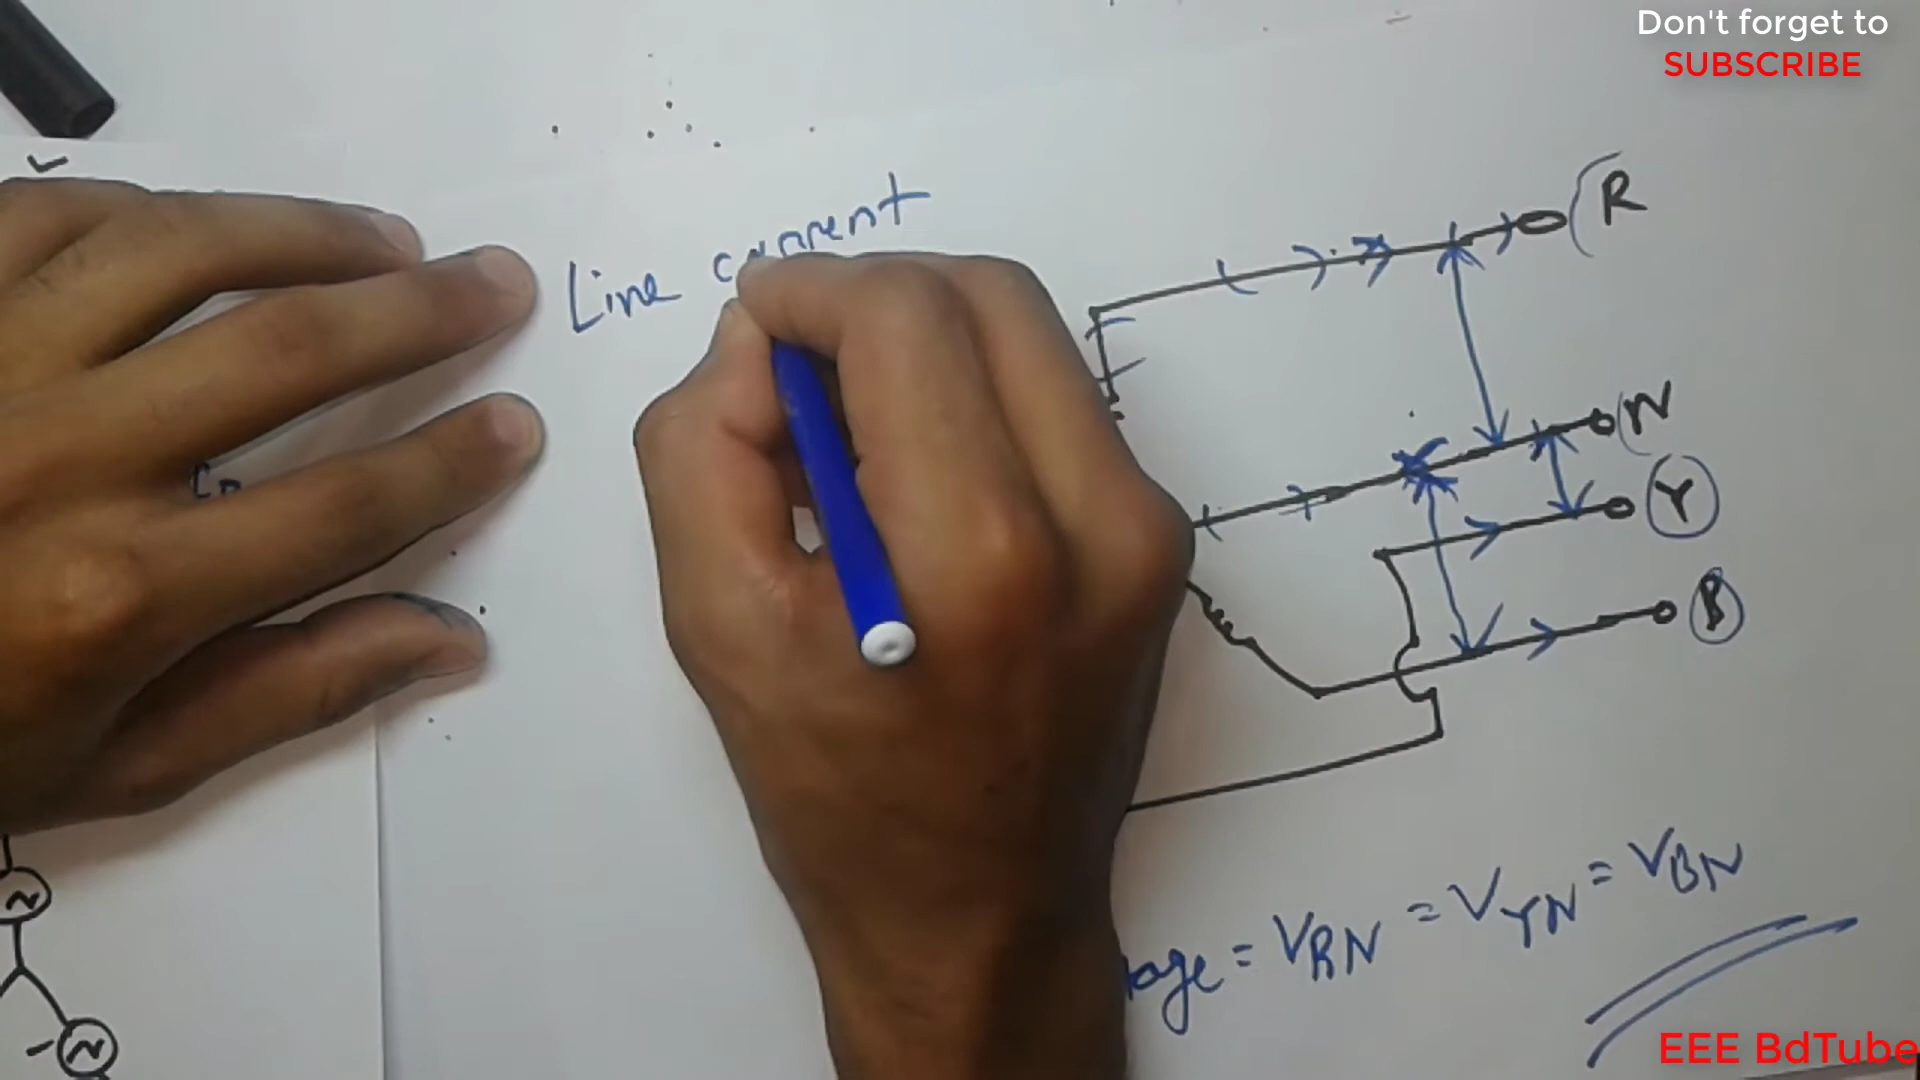 Don't forget to
SUBSCRIBE
Line current
R
N
Y
B
= VRN = VYN = VBN
EEE BdTube